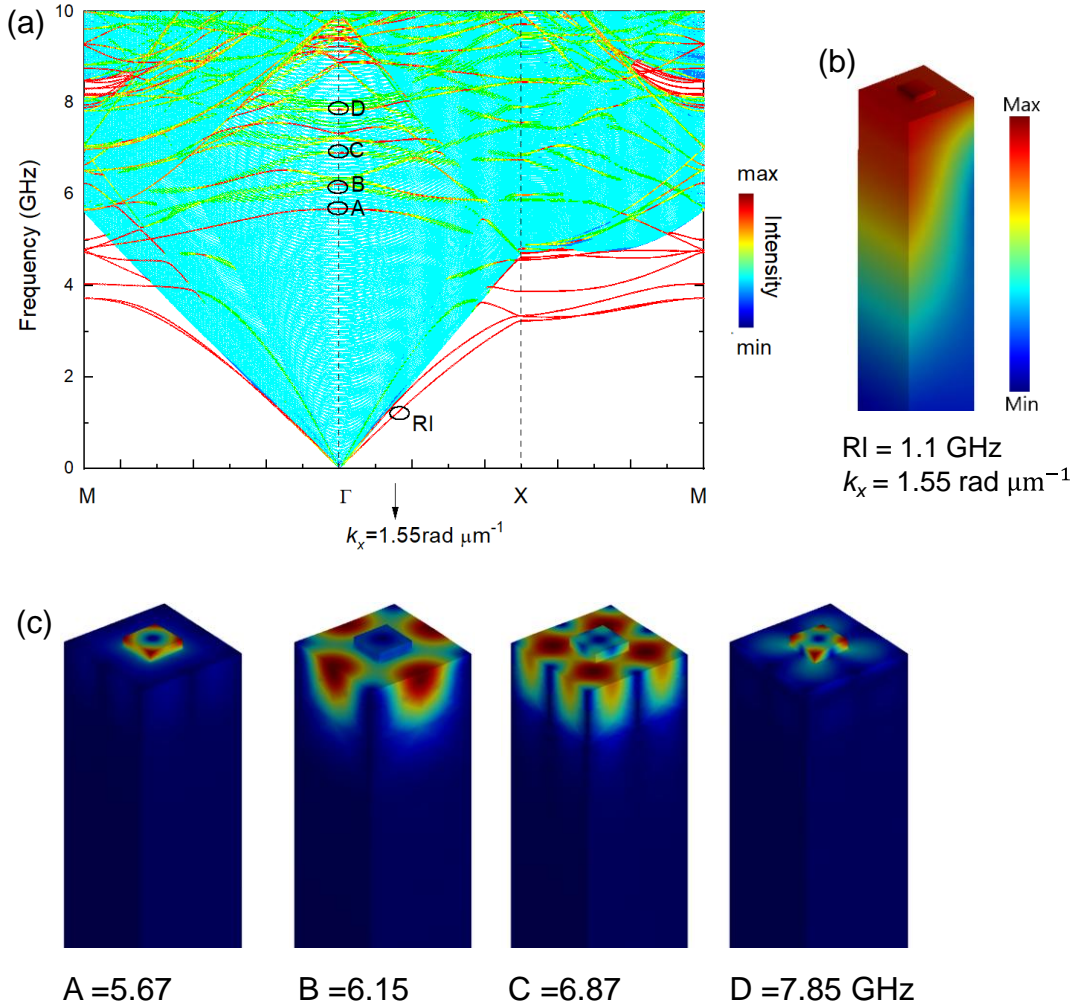 (a)
10
8
6
4
2
0
Frequency (GHz)
D
C
B
A
RI
M
Γ
X
M
kₓ=1.55rad μm⁻¹
max
Intensity
min
(b)
Max
Min
RI = 1.1 GHz
kₓ = 1.55 rad μm⁻¹
(c)
A =5.67
B =6.15
C =6.87
D =7.85 GHz